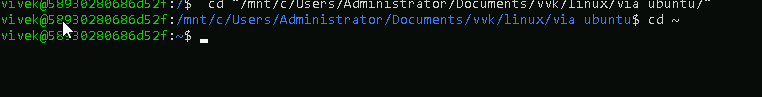 vivek@58930280686d52f:/$ cd "/mnt/c/Users/Administrator/Documents/vvk/linux/via ubuntu/"
vivek@58930280686d52f:/mnt/c/Users/Administrator/Documents/vvk/linux/via ubuntu$ cd ~
vivek@58930280686d52f:~$